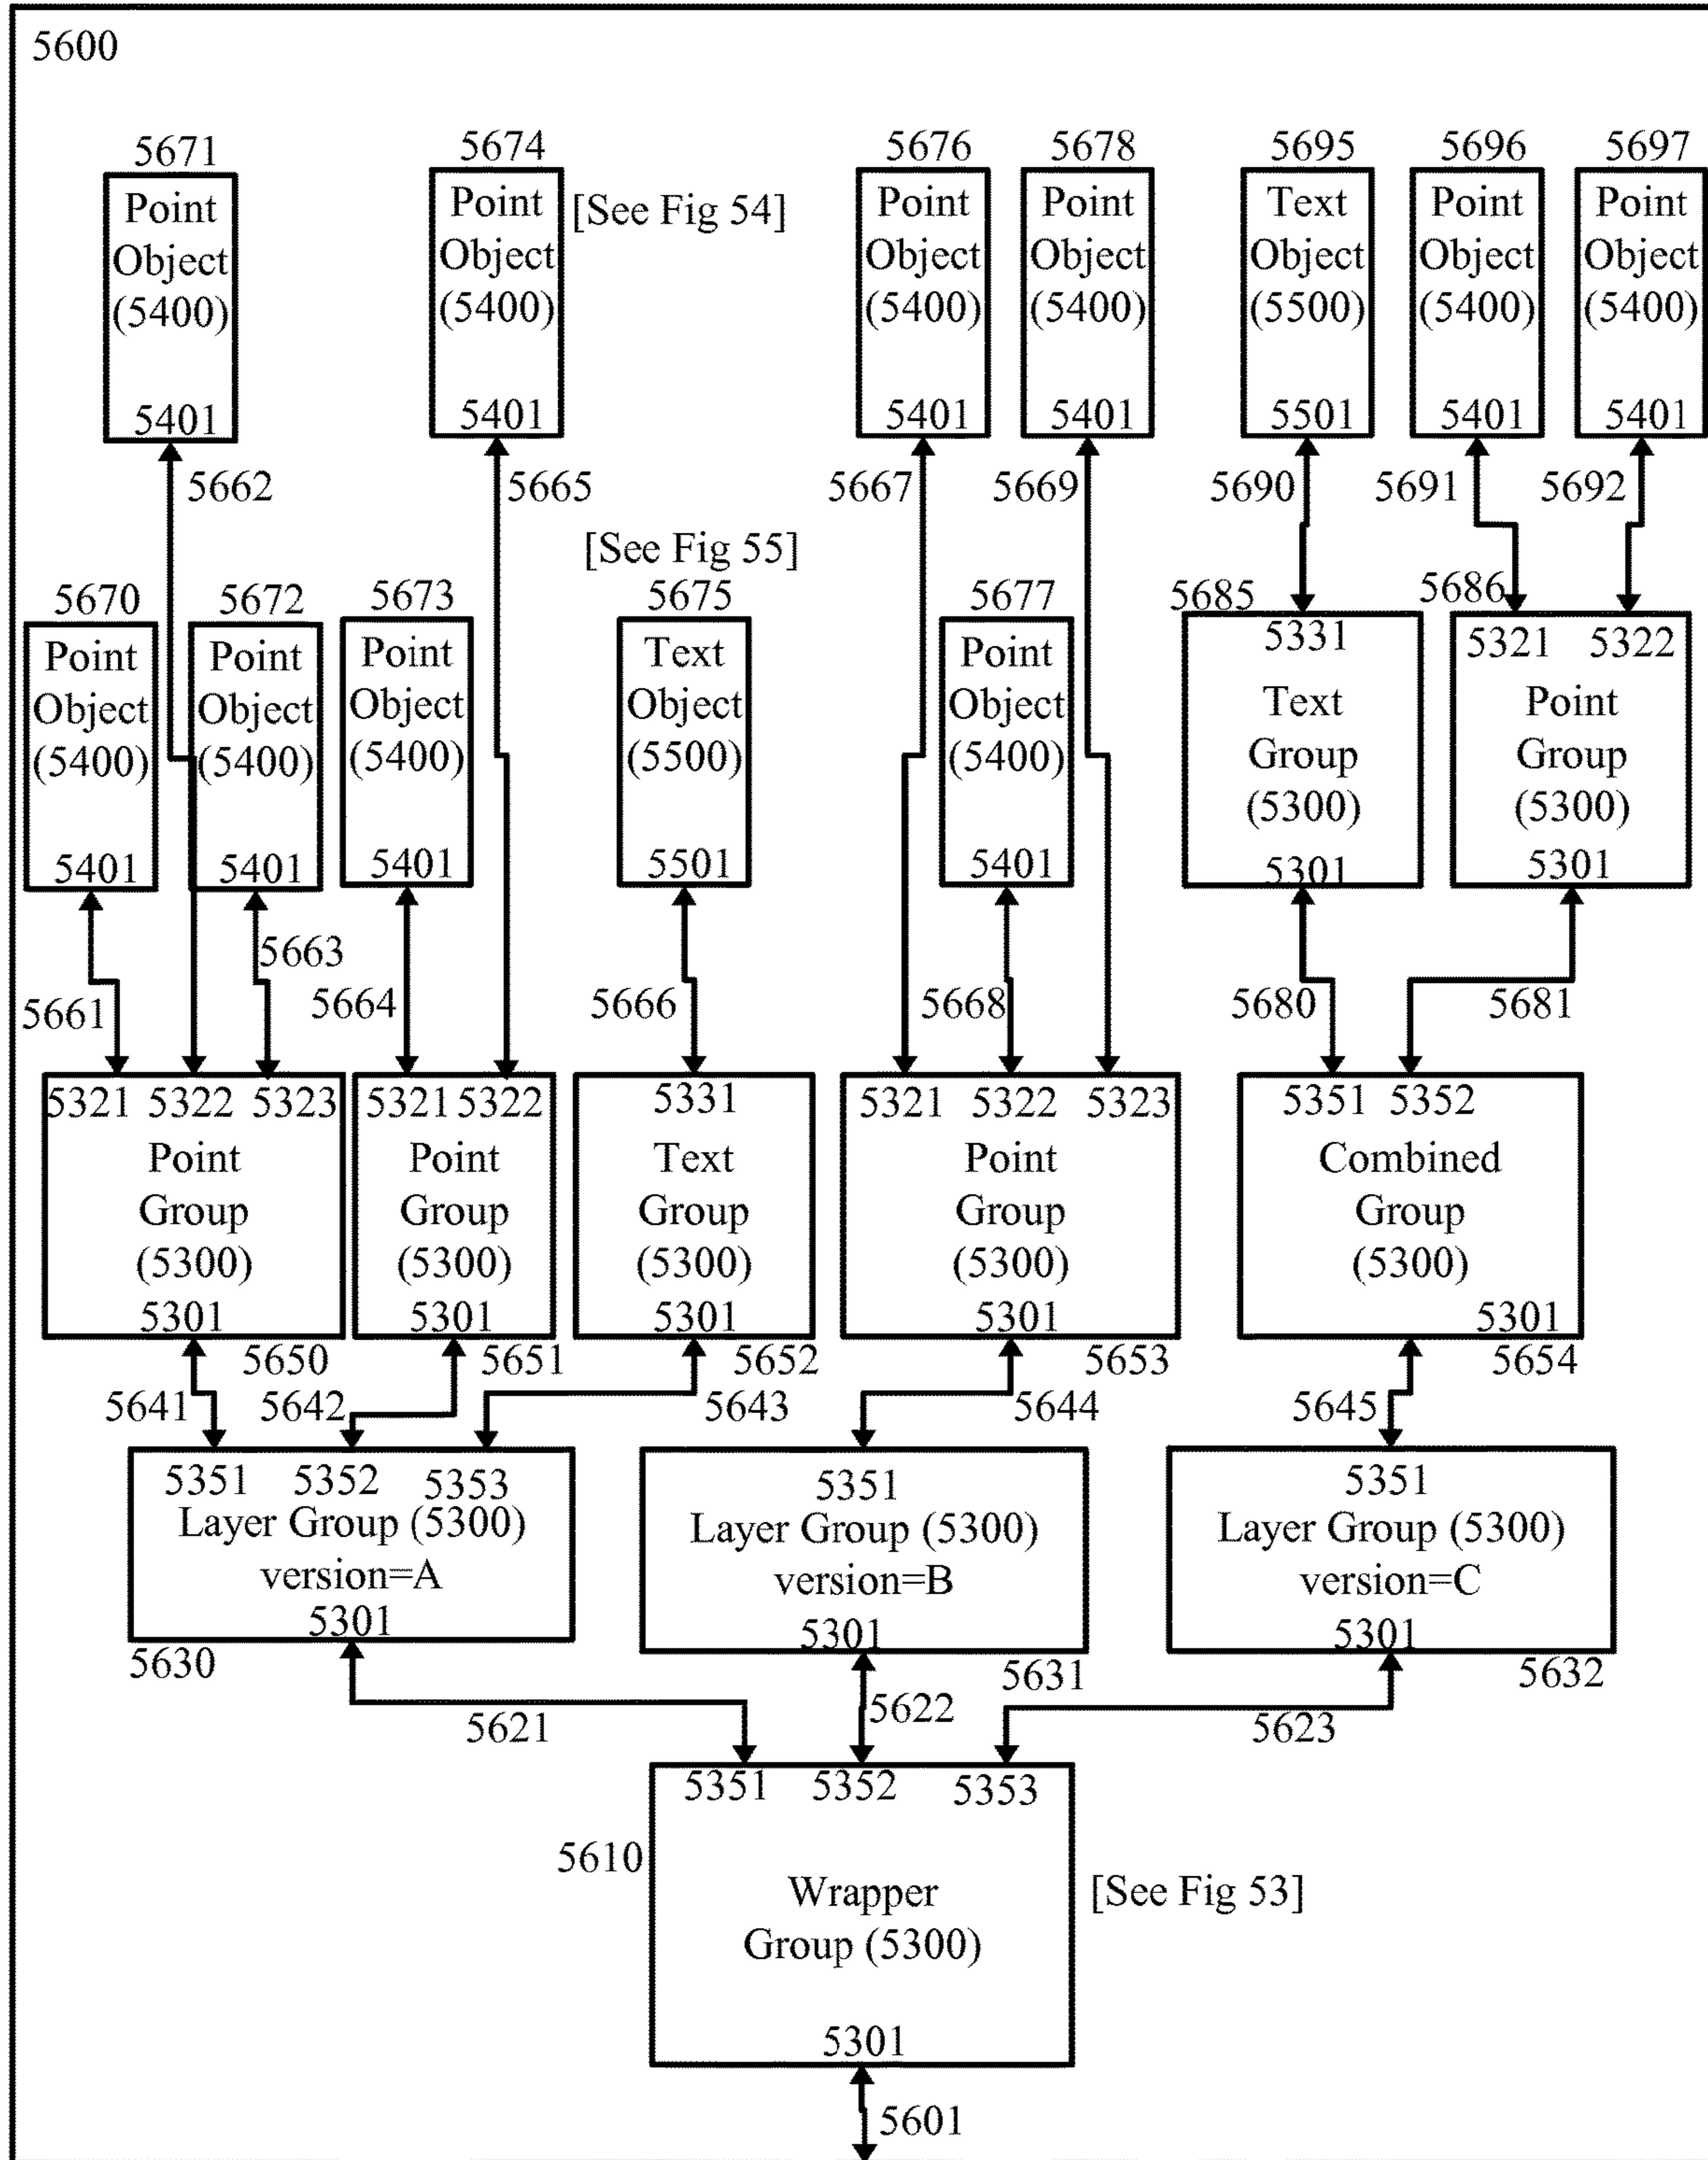 5600
5671
5674
5676
5678
5695
5696
5697
Point
Object
(5400)
5401
Point
Object
(5400)
5401
[See Fig 54]
Point
Object
(5400)
5401
Point
Object
(5400)
5401
Text
Object
(5500)
5501
Point
Object
(5400)
5401
Point
Object
(5400)
5401
5662
5665
5667
5669
5690
5691
5692
[See Fig 55]
5670
5672
5673
5675
5677
5685
5686
Point
Object
(5400)
5401
Point
Object
(5400)
5401
Point
Object
(5400)
5401
Text
Object
(5500)
5501
Point
Object
(5400)
5401
5331
Text
Group
(5300)
5301
5321 5322
Point
Group
(5300)
5301
5661
5663
5664
5666
5668
5680
5681
5321 5322 5323
Point
Group
(5300)
5301
5321 5322
Point
Group
(5300)
5301
5331
Text
Group
(5300)
5301
5321 5322 5323
Point
Group
(5300)
5301
5351 5352
Combined
Group
(5300)
5301
5650
5651
5652
5653
5654
5641
5642
5643
5644
5645
5351 5352 5353
Layer Group (5300)
version=A
5301
5351
Layer Group (5300)
version=B
5301
5351
Layer Group (5300)
version=C
5301
5630
5631
5632
5621
5622
5623
5351 5352 5353
5610
Wrapper
Group (5300)
5301
[See Fig 53]
5601